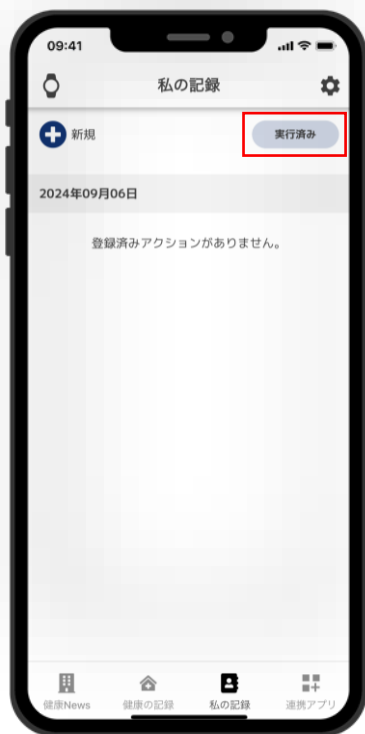 09:41
私の記録
新規
実行済み
2024年09月06日
登録済みアクションがありません。
健康News
健康の記録
私の記録
連携アプリ